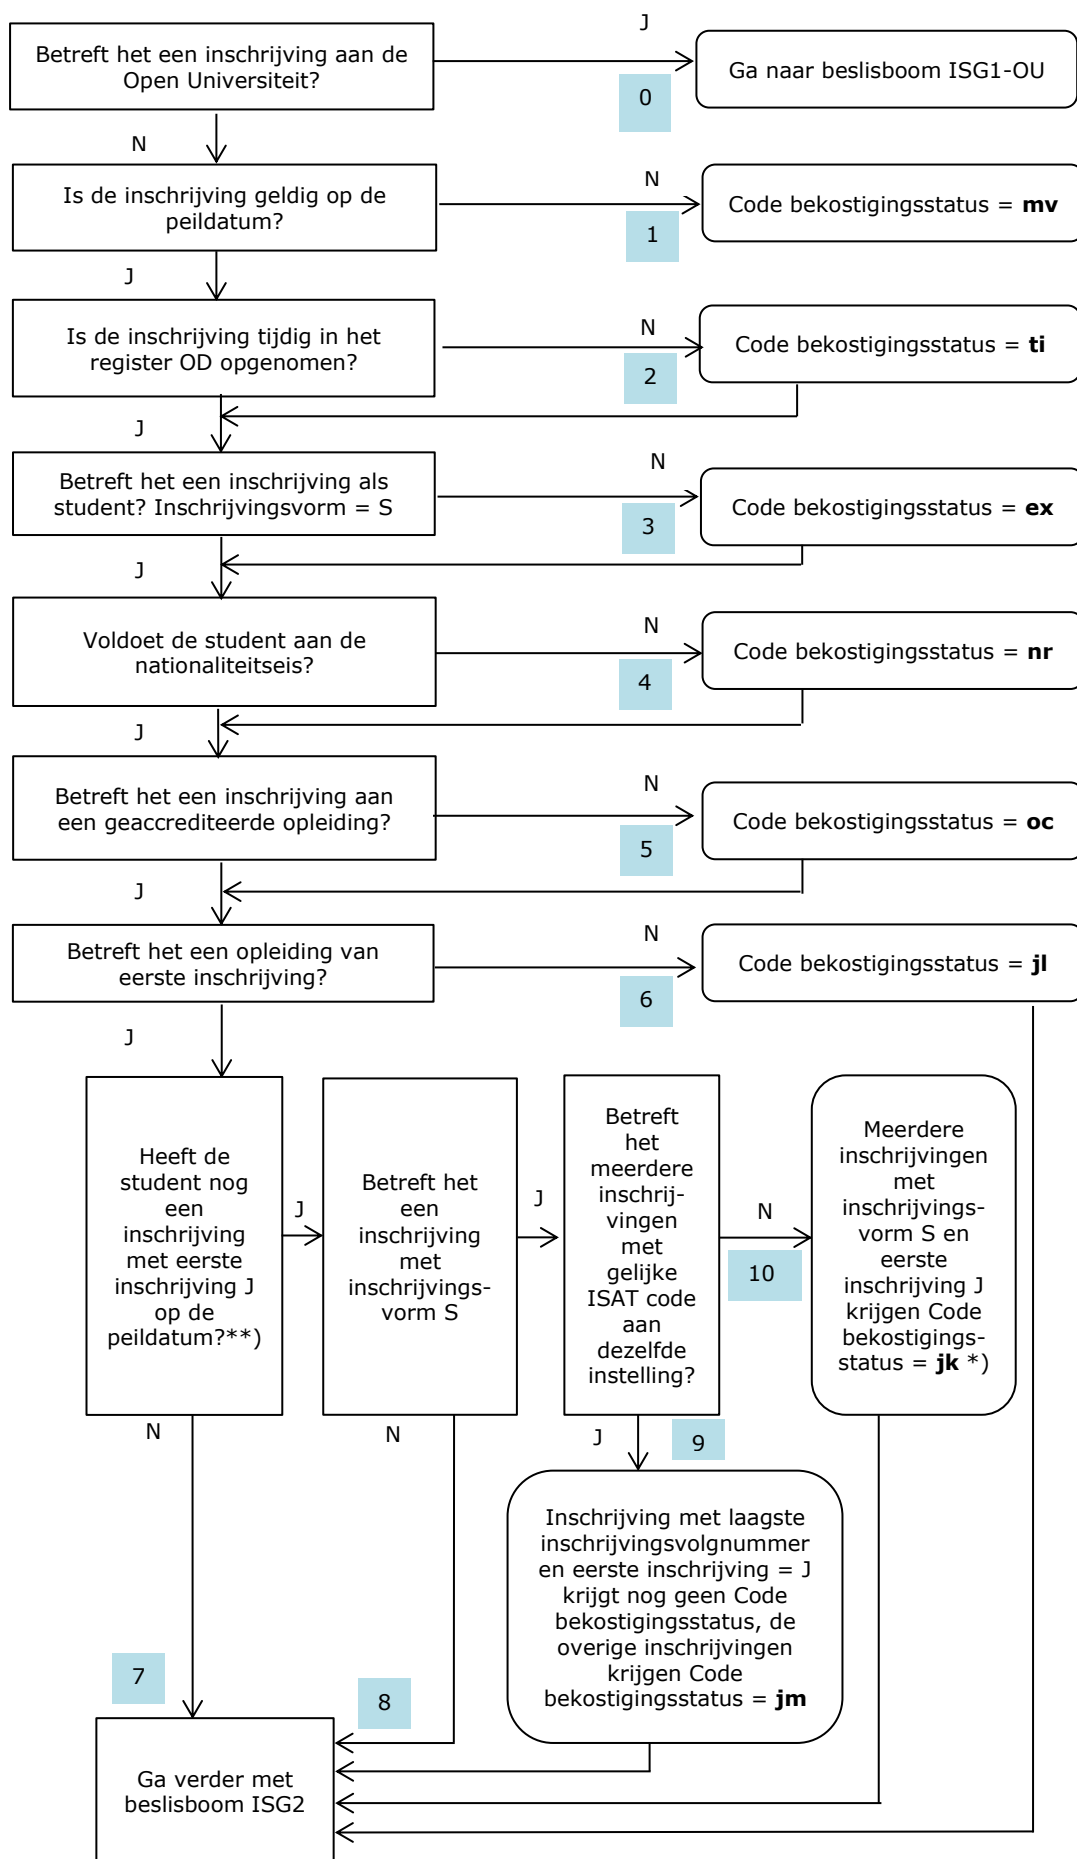 Betreft het een inschrijving aan de
Open Universiteit?
J
0
Ga naar beslisboom ISG1-OU
N
Is de inschrijving geldig op de
peildatum?
N
1
Code bekostigingsstatus = mv
J
Is de inschrijving tijdig in het
register OD opgenomen?
N
2
Code bekostigingsstatus = ti
J
Betreft het een inschrijving als
student? Inschrijvingsvorm = S
N
3
Code bekostigingsstatus = ex
J
Voldoet de student aan de
nationaliteitseis?
N
4
Code bekostigingsstatus = nr
J
Betreft het een inschrijving aan
een geaccrediteerde opleiding?
N
5
Code bekostigingsstatus = oc
J
Betreft het een opleiding van
eerste inschrijving?
N
6
Code bekostigingsstatus = jl
J
Heeft de
student nog
een
inschrijving
met eerste
inschrijving J
op de
peildatum?**)
J
Betreft het
een
inschrijving
met
inschrijvings-
vorm S
J
Betreft
het
meerdere
inschrij-
vingen
met
gelijke
ISAT code
aan
dezelfde
instelling?
N
10
Meerdere
inschrijvingen
met
inschrijvings-
vorm S en
eerste
inschrijving J
krijgen Code
bekostigings-
status = jk *)
N
N
J
9
Inschrijving met laagste
inschrijvingsvolgnummer
en eerste inschrijving = J
krijgt nog geen Code
bekostigingsstatus, de
overige inschrijvingen
krijgen Code
bekostigingsstatus = jm
7
8
Ga verder met
beslisboom ISG2